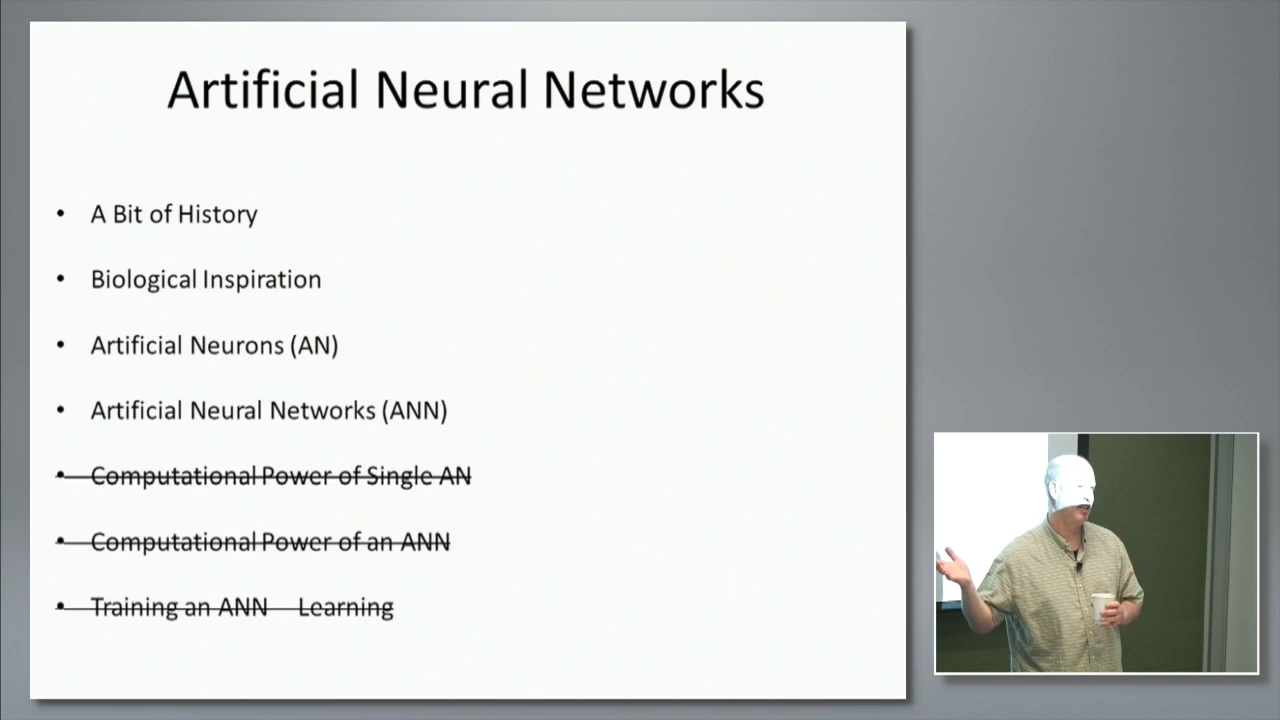 Artificial Neural Networks
• A Bit of History
• Biological Inspiration
• Artificial Neurons (AN)
• Artificial Neural Networks (ANN)
• Computational Power of Single AN
• Computational Power of an ANN
• Training an ANN Learning